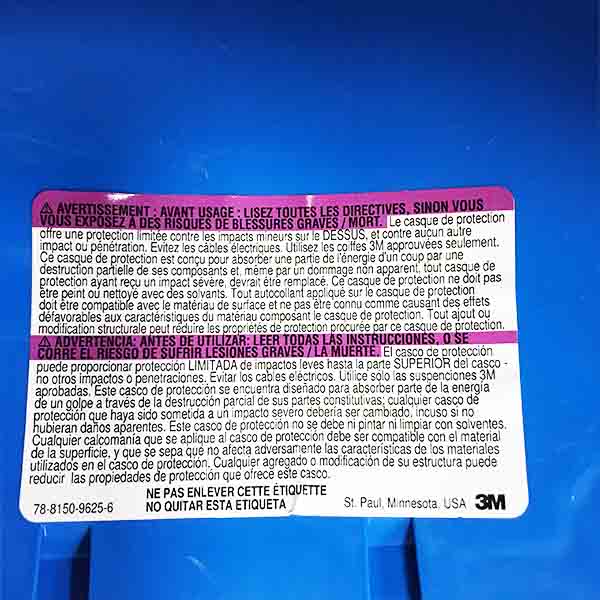 ⚠ AVERTISSEMENT : AVANT USAGE : LISEZ TOUTES LES DIRECTIVES, SINON VOUS
VOUS EXPOSEZ À DES RISQUES DE BLESSURES GRAVES / MORT. Le casque de protection
offre une protection limitée contre les impacts mineurs sur le DESSUS, et contre aucun autre
impact ou pénétration. Évitez les câbles électriques. Utilisez les coiffes 3M approuvées seulement.
Ce casque de protection est conçu pour absorber une partie de l'énergie d'un coup par une
destruction partielle de ses composants et, même par un dommage non apparent, tout casque de
protection ayant reçu un impact sévère, devrait être remplacé. Ce casque de protection ne doit pas
être peint ou nettoyé avec des solvants. Tout autocollant appliqué sur le casque de protection
doit être compatible avec le matériau de surface et ne pas être connu comme causant des effets
défavorables aux caractéristiques du matériau composant le casque de protection. Tout ajout ou
modification structurale peut réduire les propriétés de protection procurée par ce casque de protection.
⚠ ADVERTENCIA: ANTES DE UTILIZAR: LEER TODAS LAS INSTRUCCIONES, O SE
CORRE EL RIESGO DE SUFRIR LESIONES GRAVES / LA MUERTE. El casco de protección
puede proporcionar protección LIMITADA de impactos leves hasta la parte SUPERIOR del casco -
no otros impactos o penetraciones. Evitar los cables eléctricos. Utilice sólo las suspenciones 3M
aprobadas. Este casco de protección se encuentra diseñado para absorber parte de la energía
de un golpe a través de la destrucción parcial de sus partes constitutivas; cualquier casco de
protección que haya sido sometida a un impacto severo debería ser cambiado, incuso si no
hubieran daños aparentes. Este casco de protección no se debe ni pintar ni limpiar con solventes.
Cualquier calcomanía que se aplique al casco de protección debe ser compatible con el material
de la superficie, y que se sepa que no afecta adversamente las características de los materiales
utilizados en el casco de protección. Cualquier agregado o modificación de su estructura puede
reducir las propiedades de protección que ofrece este casco.
NE PAS ENLEVER CETTE ÉTIQUETTE
78-8150-9625-6 NO QUITAR ESTA ETIQUETA St. Paul, Minnesota, USA 3M